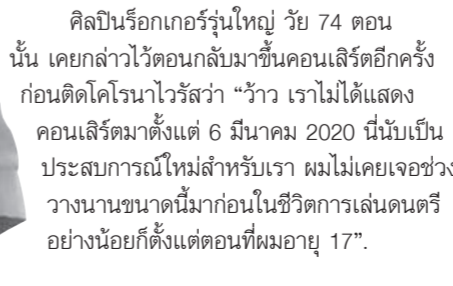 ศิลปินร็อกเกอร์รุ่นใหญ่ วัย 74 ตอน
นั้น เคยกล่าวไว้ตอนกลับมาขึ้นคอนเสิร์ตอีกครั้ง
ก่อนติดโคโรนาไวรัสว่า “ว้าว เราไม่ได้แสดง
คอนเสิร์ตมาตั้งแต่ 6 มีนาคม 2020 นี่นับเป็น
ประสบการณ์ใหม่สำหรับเรา ผมไม่เคยเจอช่วง
วางนานขนาดนี้มาก่อนในชีวิตการเล่นดนตรี
อย่างน้อยก็ตั้งแต่ตอนที่ผมอายุ 17”.